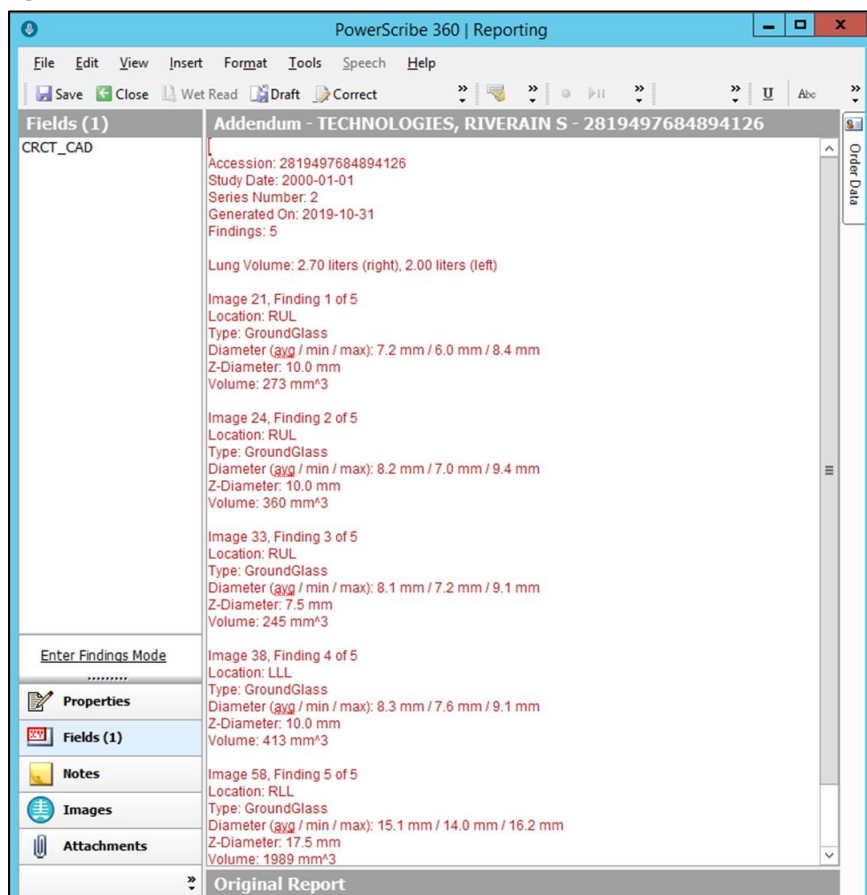 PowerScribe 360 | Reporting
File Edit View Insert Format Tools Speech Help
Save Close Wet Read Draft Correct U Abc
Fields (1)
CRCT_CAD
Addendum - TECHNOLOGIES, RIVERAIN S - 2819497684894126
Order Data
Accession: 2819497684894126
Study Date: 2000-01-01
Series Number: 2
Generated On: 2019-10-31
Findings: 5
Lung Volume: 2.70 liters (right), 2.00 liters (left)
Image 21, Finding 1 of 5
Location: RUL
Type: GroundGlass
Diameter (avg / min / max): 7.2 mm / 6.0 mm / 8.4 mm
Z-Diameter: 10.0 mm
Volume: 273 mm^3
Image 24, Finding 2 of 5
Location: RUL
Type: GroundGlass
Diameter (avg / min / max): 8.2 mm / 7.0 mm / 9.4 mm
Z-Diameter: 10.0 mm
Volume: 360 mm^3
Image 33, Finding 3 of 5
Location: RUL
Type: GroundGlass
Diameter (avg / min / max): 8.1 mm / 7.2 mm / 9.1 mm
Z-Diameter: 7.5 mm
Volume: 245 mm^3
Image 38, Finding 4 of 5
Location: LLL
Type: GroundGlass
Diameter (avg / min / max): 8.3 mm / 7.6 mm / 9.1 mm
Z-Diameter: 10.0 mm
Volume: 413 mm^3
Image 58, Finding 5 of 5
Location: RLL
Type: GroundGlass
Diameter (avg / min / max): 15.1 mm / 14.0 mm / 16.2 mm
Z-Diameter: 17.5 mm
Volume: 1989 mm^3
Enter Findings Mode
Properties
Fields (1)
Notes
Images
Attachments
Original Report